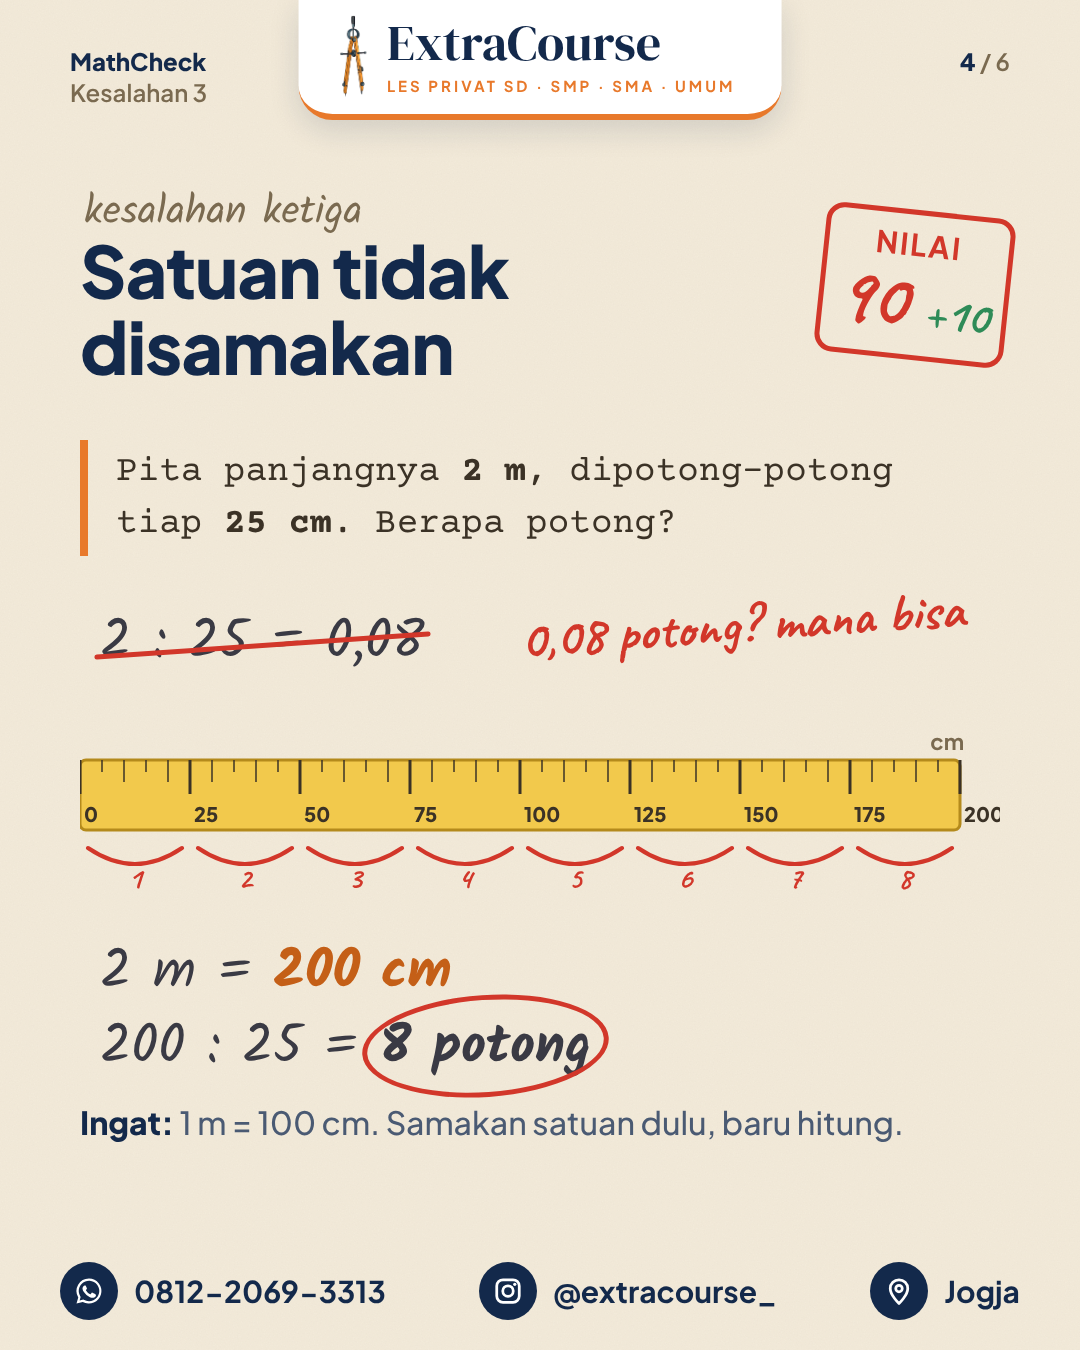 MathCheck
Kesalahan 3
ExtraCourse
LES PRIVAT SD · SMP · SMA · UMUM
4 / 6
kesalahan ketiga
Satuan tidak
disamakan
NILAI
90 +10
Pita panjangnya 2 m, dipotong-potong
tiap 25 cm. Berapa potong?
2 : 25 = 0,08
0,08 potong? mana bisa
cm
0 25 50 75 100 125 150 175 200
1 2 3 4 5 6 7 8
2 m = 200 cm
200 : 25 = 8 potong
Ingat: 1 m = 100 cm. Samakan satuan dulu, baru hitung.
0812-2069-3313
@extracourse_
Jogja